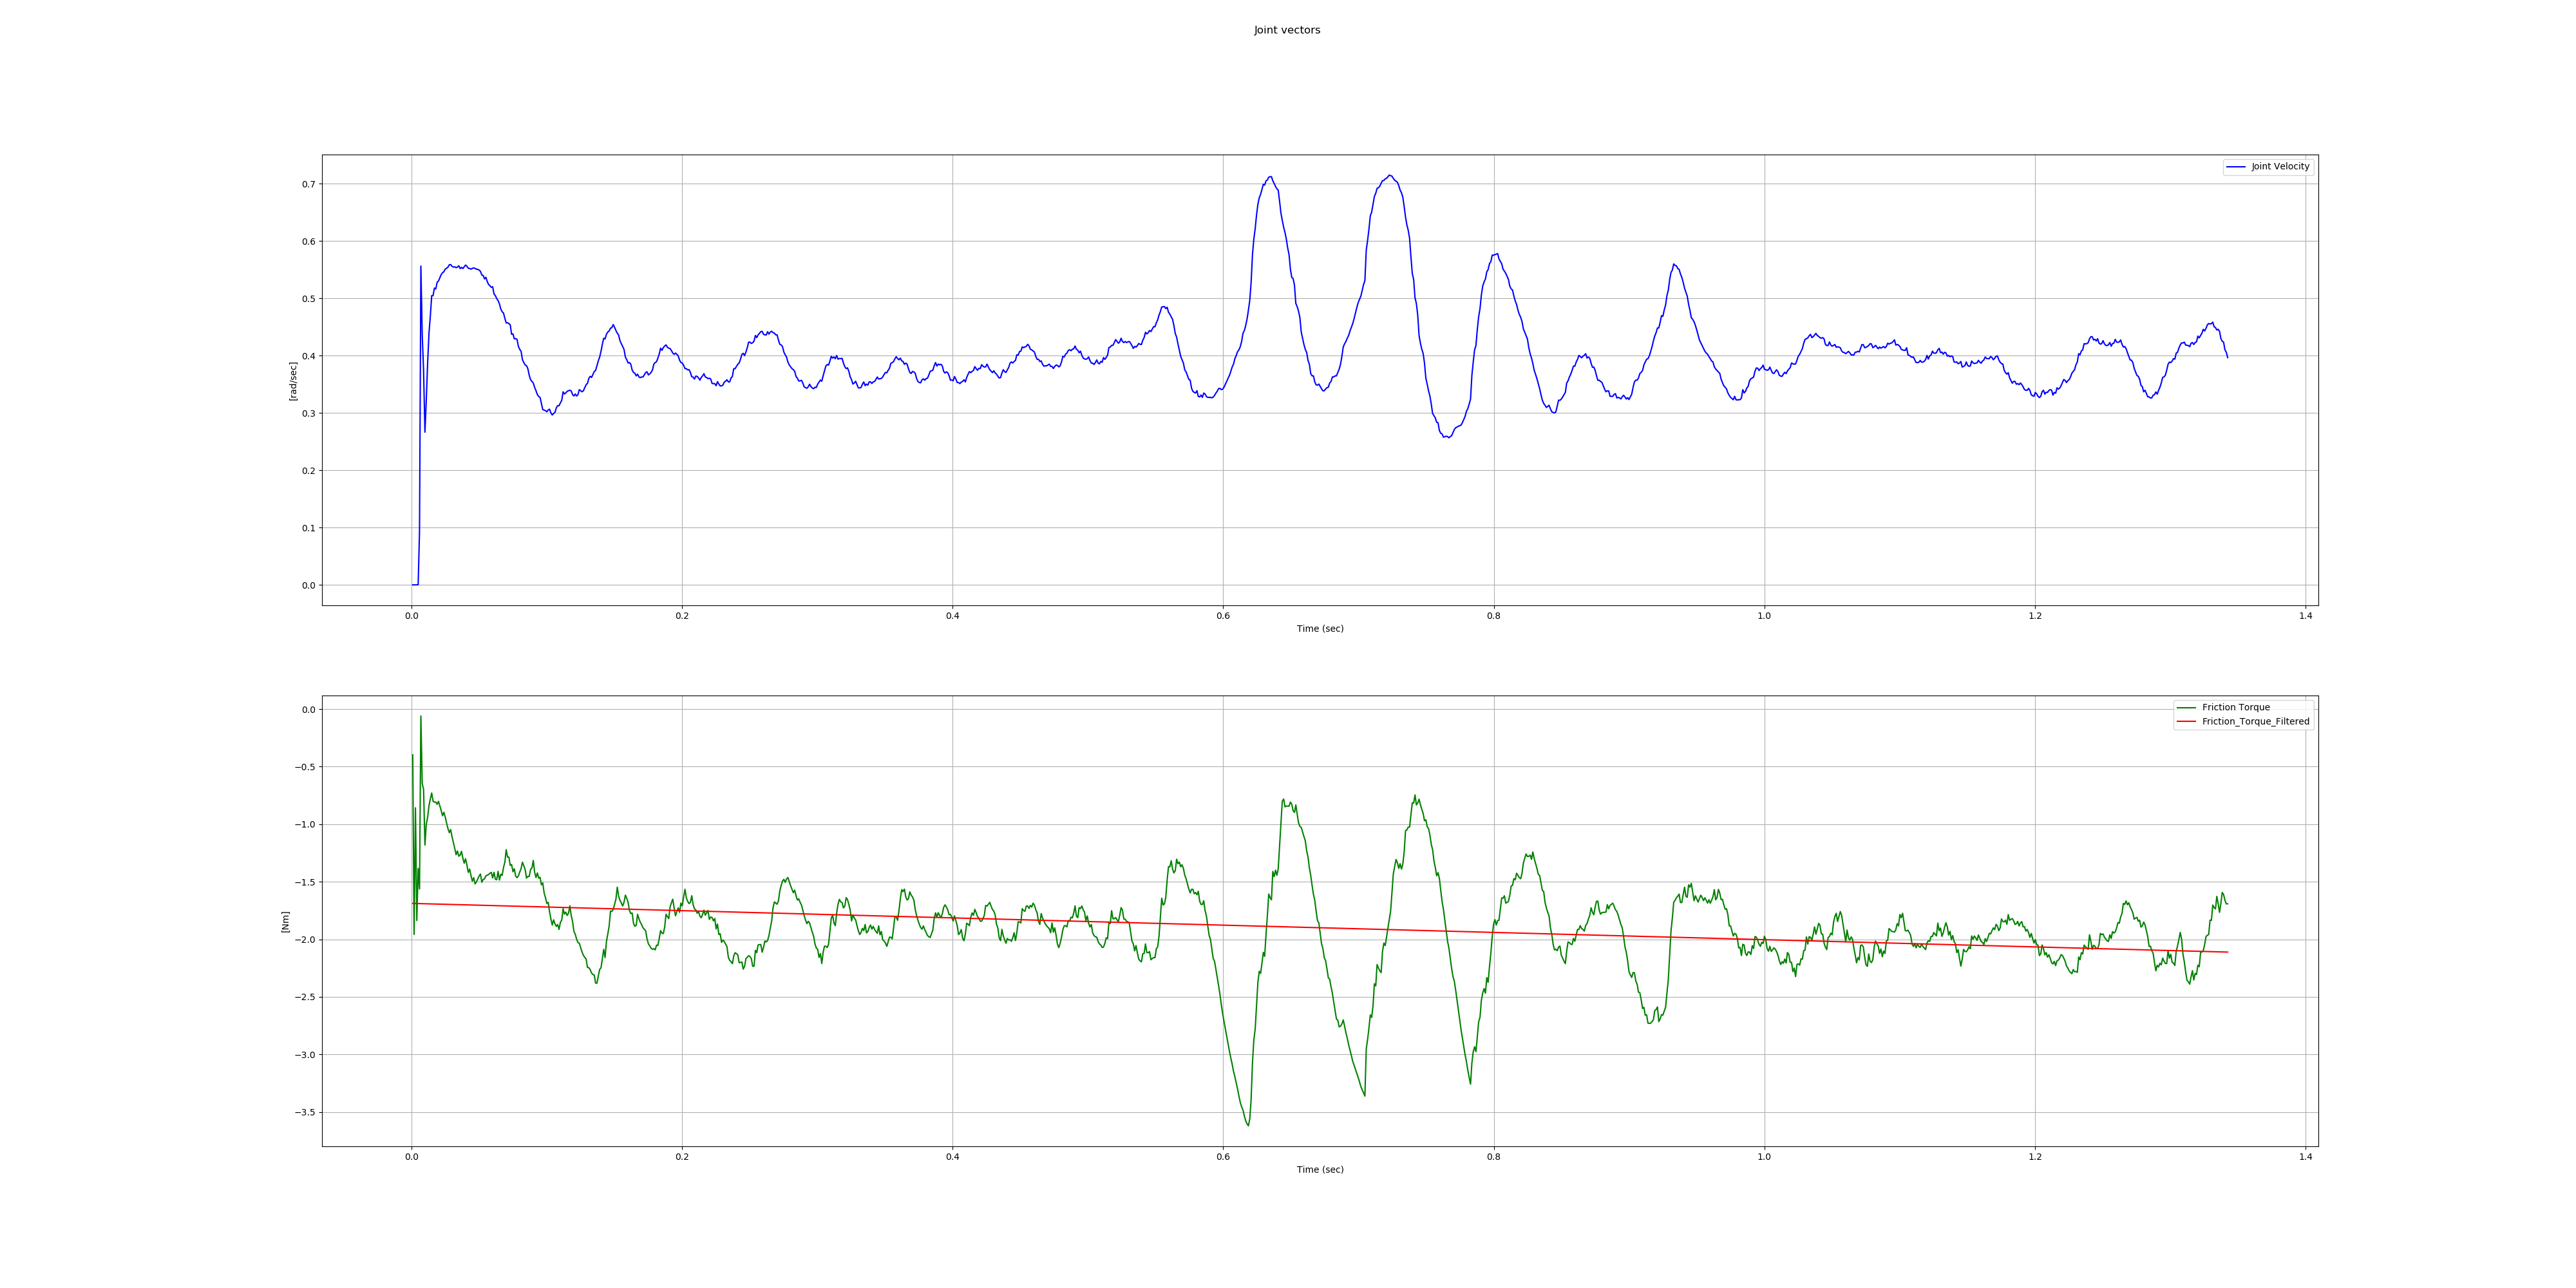 Joint vectors
Joint Velocity
0.7
0.6
0.5
0.4
0.3
0.2
0.1
0.0
[rad/sec]
0.0 0.2 0.4 0.6 0.8 1.0 1.2 1.4
Time (sec)
Friction Torque
Friction_Torque_Filtered
0.0
−0.5
−1.0
−1.5
−2.0
−2.5
−3.0
−3.5
[Nm]
0.0 0.2 0.4 0.6 0.8 1.0 1.2 1.4
Time (sec)